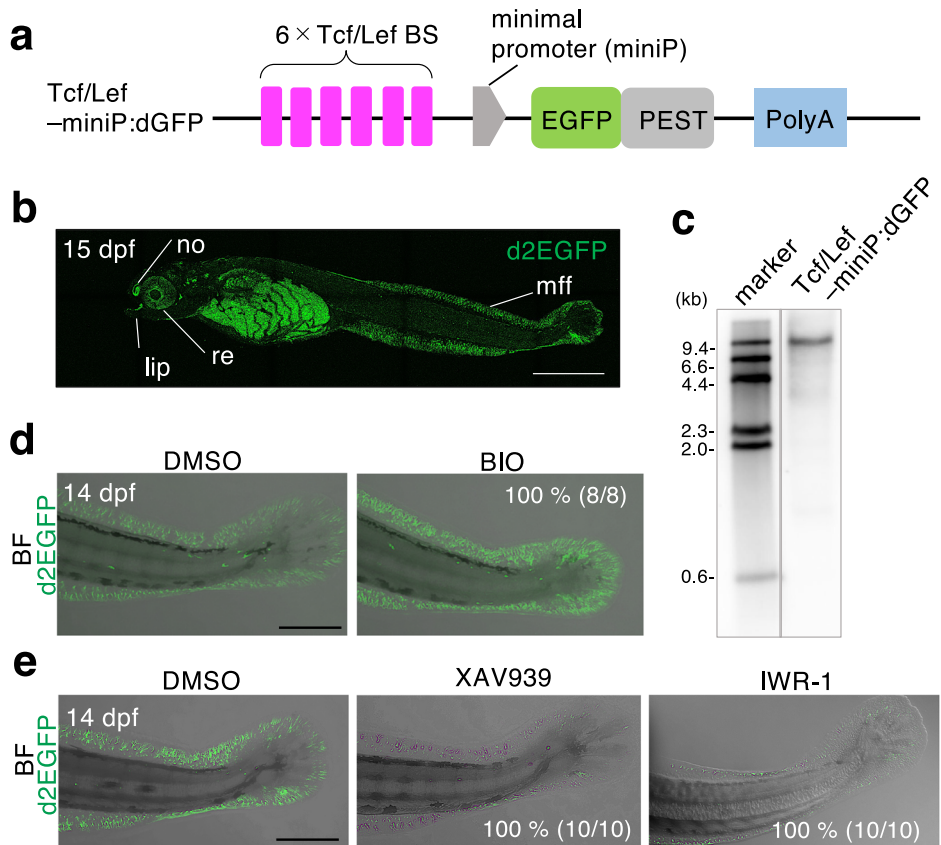 a
6 × Tcf/Lef BS
minimal
promoter (miniP)
Tcf/Lef
–miniP:dGFP
EGFP
PEST
PolyA
b
15 dpf
no
d2EGFP
mff
lip
re
c
marker
Tcf/Lef
–miniP:dGFP
(kb)
9.4-
6.6-
4.4-
2.3-
2.0-
0.6-
d
DMSO
BIO
BF
d2EGFP
14 dpf
100 % (8/8)
e
DMSO
XAV939
IWR-1
BF
d2EGFP
14 dpf
100 % (10/10)
100 % (10/10)